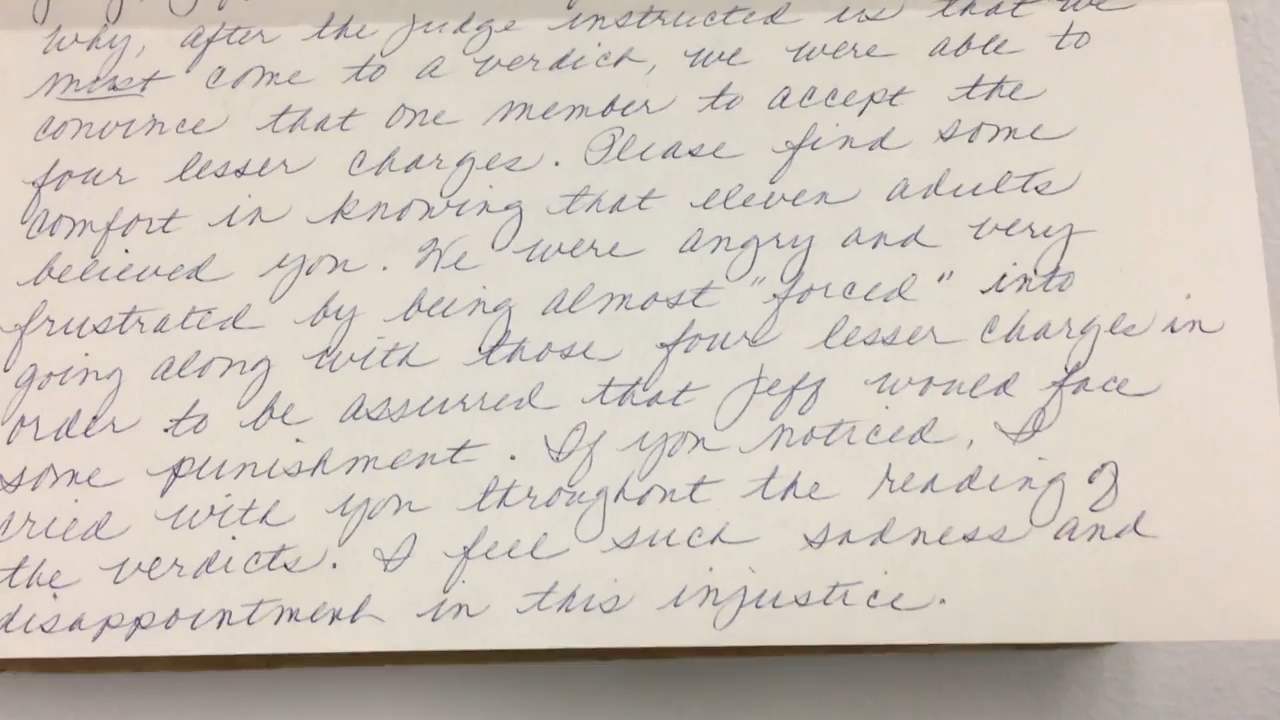 why, after the judge instructed us that we
must come to a verdict, we were able to
convince that one member to accept the
four lesser charges. Please find some
comfort in knowing that eleven adults
believed you. We were angry and very
frustrated by being almost "forced" into
going along with those four lesser charges in
order to be assurred that Jeff would face
some punishment. If you noticed, I
cried with you throughout the reading of
the verdicts. I feel such sadness and
disappointment in this injustice.